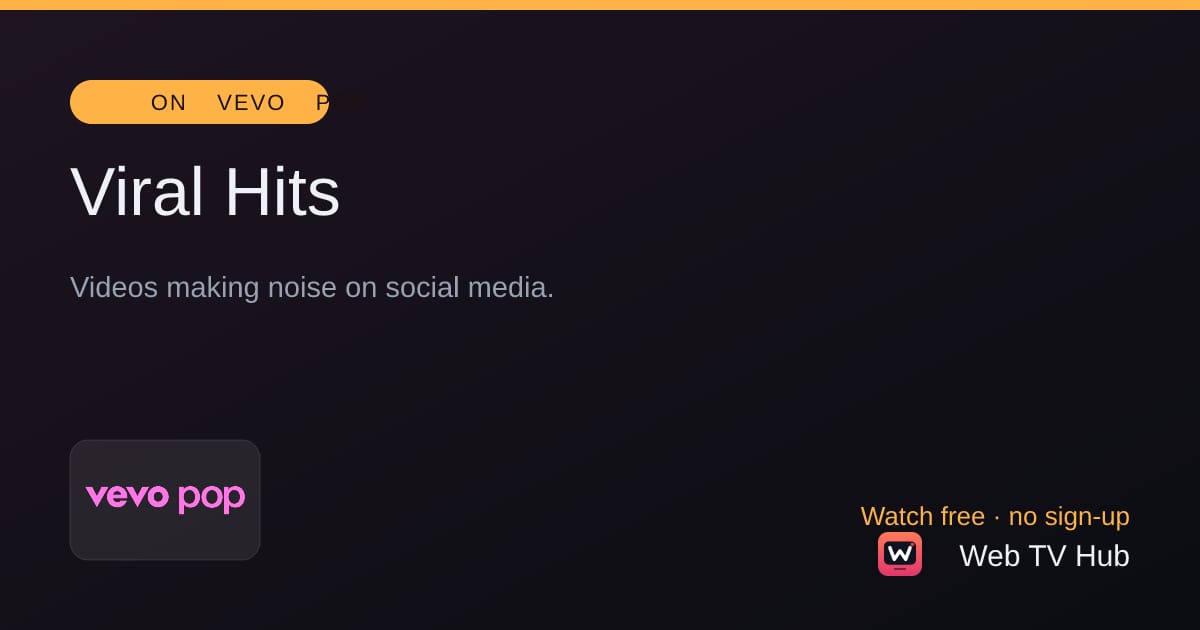 ON VEVO POP
Viral Hits
Videos making noise on social media.
vevo pop
Watch free · no sign-up
W
Web TV Hub